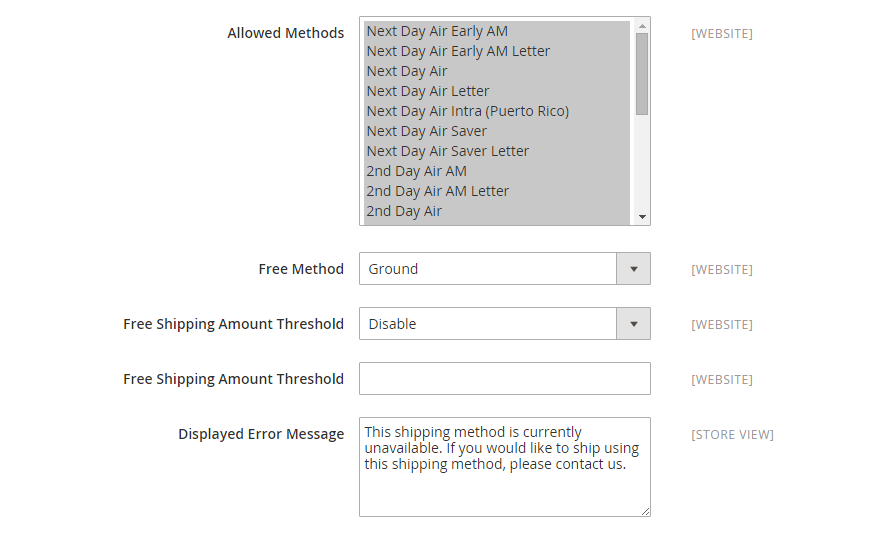 Allowed Methods
Next Day Air Early AM
Next Day Air Early AM Letter
Next Day Air
Next Day Air Letter
Next Day Air Intra (Puerto Rico)
Next Day Air Saver
Next Day Air Saver Letter
2nd Day Air AM
2nd Day Air AM Letter
2nd Day Air
[WEBSITE]
Free Method
Ground
[WEBSITE]
Free Shipping Amount Threshold
Disable
[WEBSITE]
Free Shipping Amount Threshold
[WEBSITE]
Displayed Error Message
This shipping method is currently
unavailable. If you would like to ship using
this shipping method, please contact us.
[STORE VIEW]